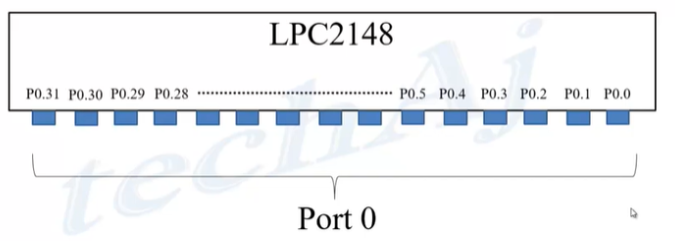 LPC2148
P0.31 P0.30 P0.29 P0.28 ........................................ P0.5 P0.4 P0.3 P0.2 P0.1 P0.0
techAj
Port 0